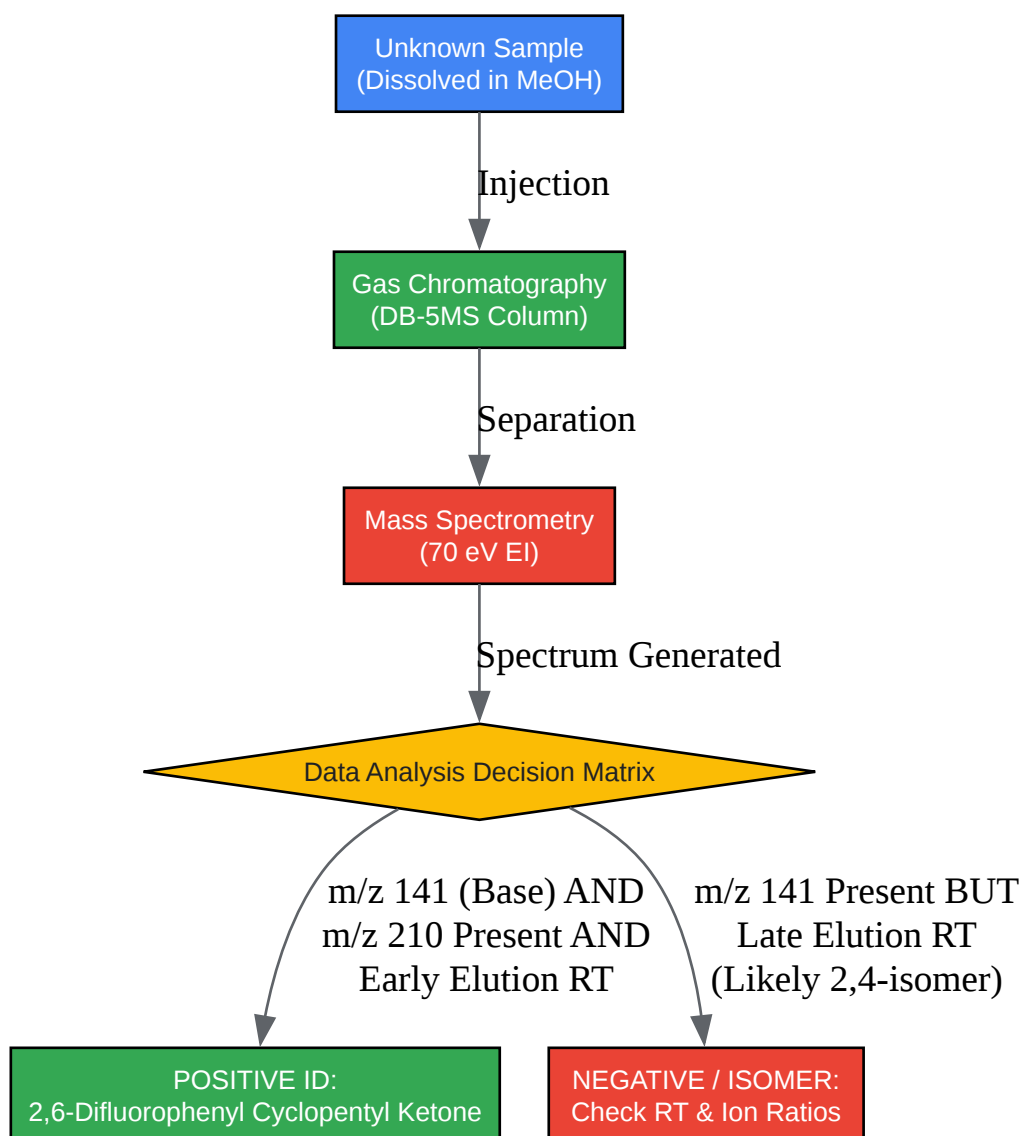 Unknown Sample
(Dissolved in MeOH)
Injection
Gas Chromatography
(DB-5MS Column)
Separation
Mass Spectrometry
(70 eV EI)
Spectrum Generated
Data Analysis Decision Matrix
m/z 141 (Base) AND
m/z 210 Present AND
Early Elution RT
m/z 141 Present BUT
Late Elution RT
(Likely 2,4-isomer)
POSITIVE ID:
2,6-Difluorophenyl Cyclopentyl Ketone
NEGATIVE / ISOMER:
Check RT & Ion Ratios